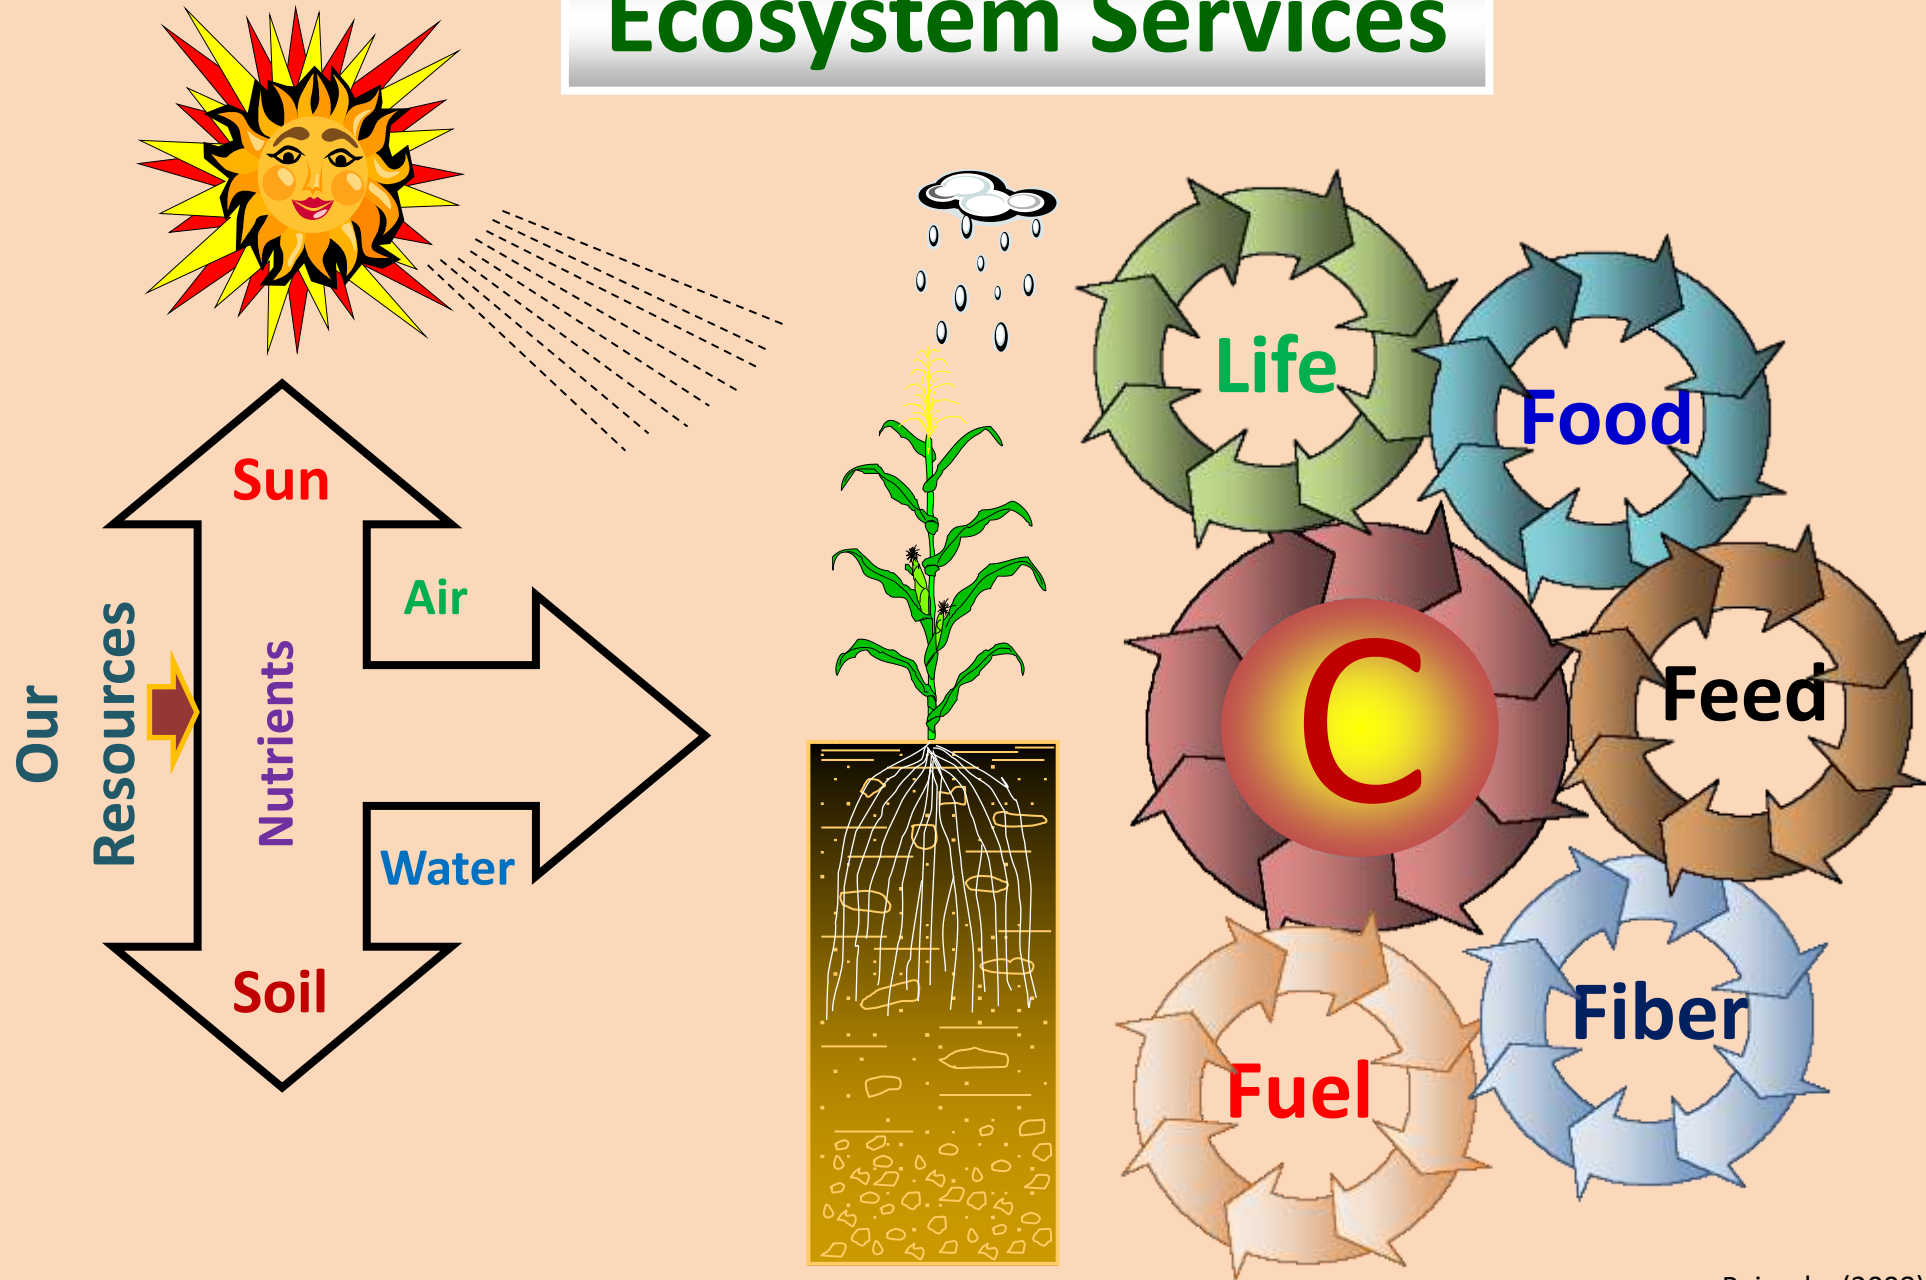 Ecosystem Services
Our
Resources
Sun
Air
Nutrients
Water
Soil
Life
Food
C
Feed
Fiber
Fuel